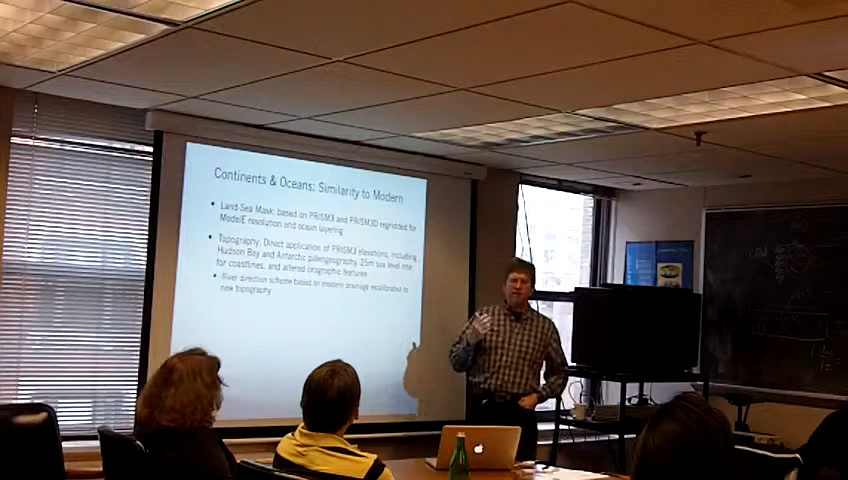 Continents & Oceans: Similarity to Modern
• Land-Sea Mask: based on PRISM3 and PRISM3D regridded for
ModelE resolution and ocean layering
• Topography: Direct application of PRISM3 elevations, including
Hudson Bay and Antarctic paleogeography, 25m sea level rise
for coastlines, and altered orographic features
• River direction scheme based on modern drainage recalibrated to
new topography